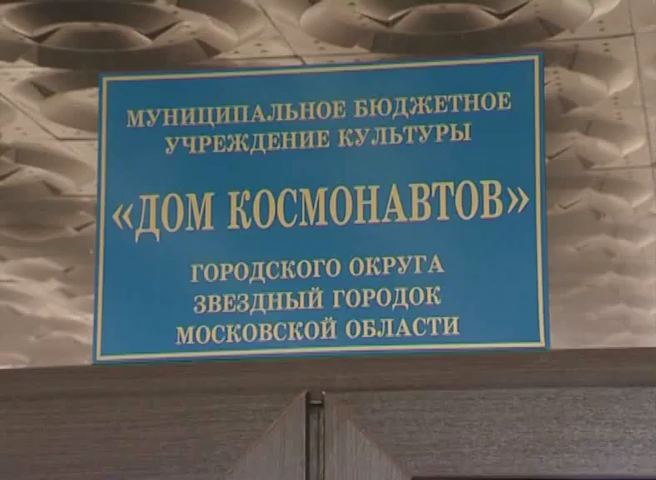 МУНИЦИПАЛЬНОЕ БЮДЖЕТНОЕ
УЧРЕЖДЕНИЕ КУЛЬТУРЫ
«ДОМ КОСМОНАВТОВ»
ГОРОДСКОГО ОКРУГА
ЗВЕЗДНЫЙ ГОРОДОК
МОСКОВСКОЙ ОБЛАСТИ